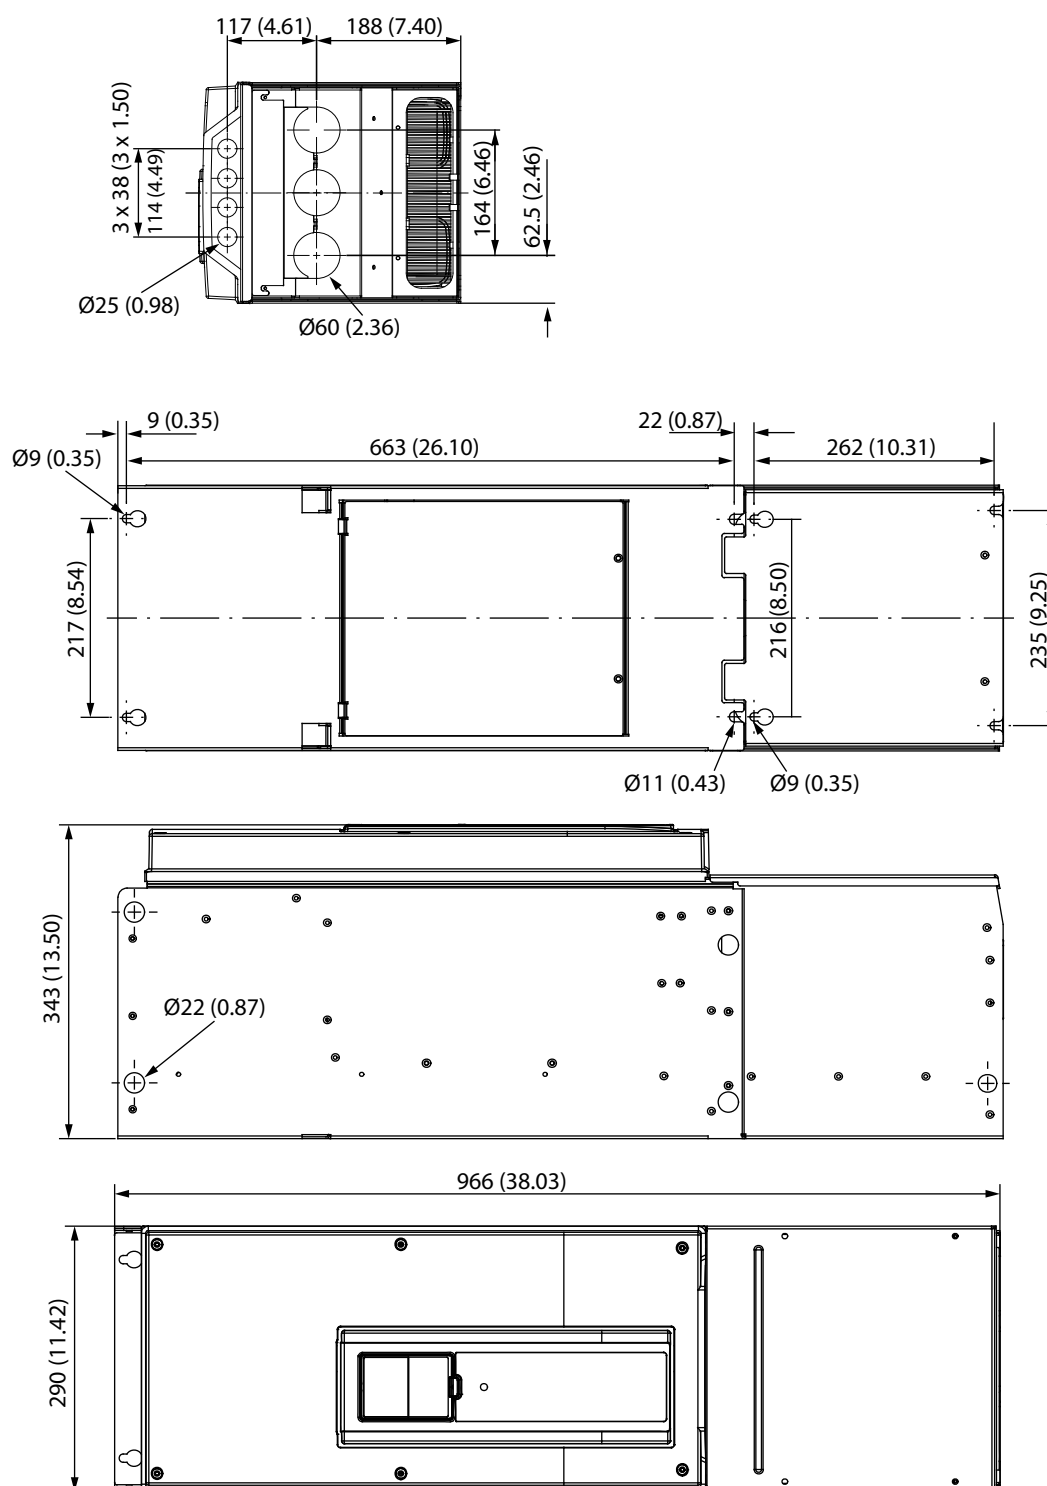 117 (4.61)
188 (7.40)
3 x 38 (3 x 1.50)
114 (4.49)
164 (6.46)
62.5 (2.46)
Ø25 (0.98)
Ø60 (2.36)
9 (0.35)
22 (0.87)
663 (26.10)
262 (10.31)
Ø9 (0.35)
217 (8.54)
216 (8.50)
235 (9.25)
Ø11 (0.43)
Ø9 (0.35)
343 (13.50)
Ø22 (0.87)
966 (38.03)
290 (11.42)